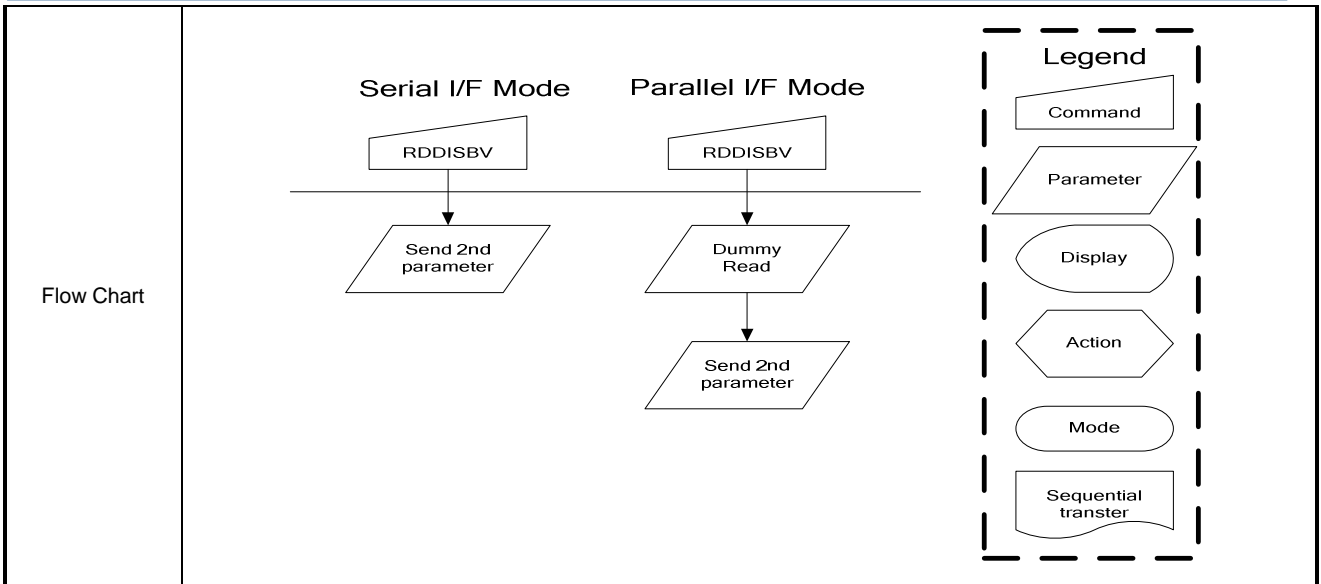 Flow Chart
Serial I/F Mode
RDDISBV
Send 2nd
parameter
Parallel I/F Mode
RDDISBV
Dummy
Read
Send 2nd
parameter
Legend
Command
Parameter
Display
Action
Mode
Sequential
transter